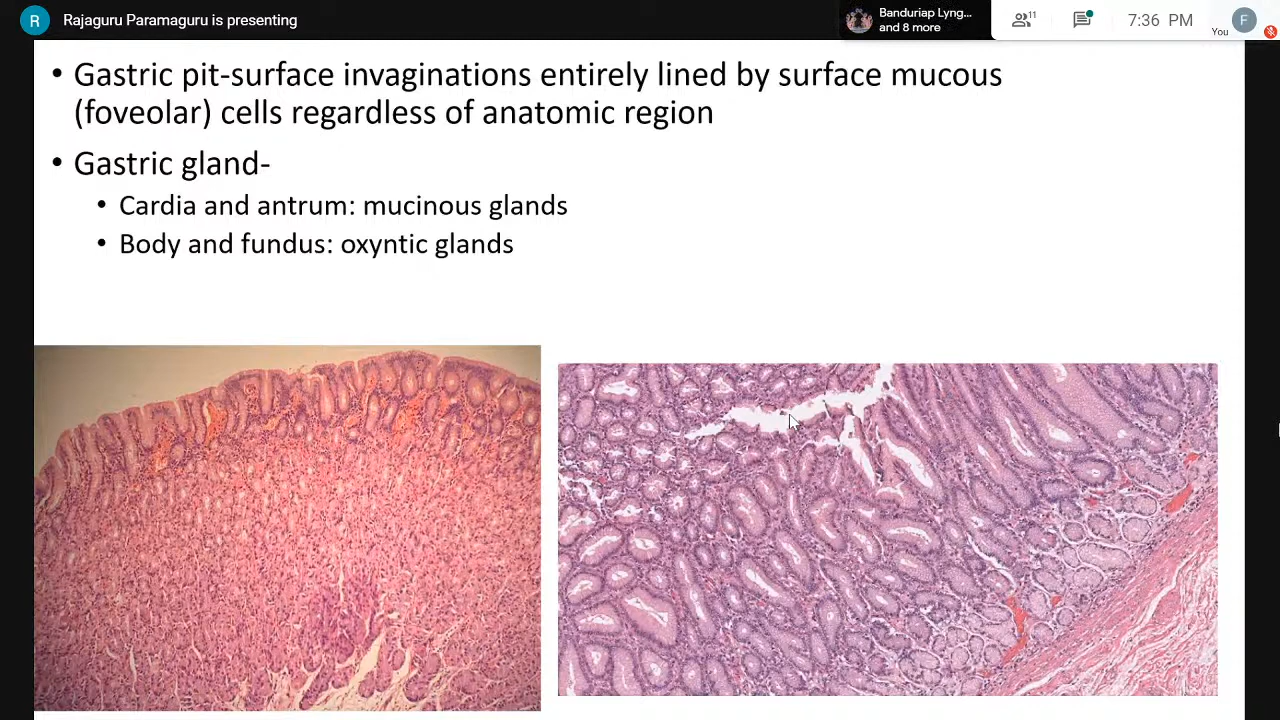 R Rajaguru Paramaguru is presenting
Banduriap Lyng...
and 8 more
11
7:36 PM
You
F
• Gastric pit-surface invaginations entirely lined by surface mucous
(foveolar) cells regardless of anatomic region
• Gastric gland-
• Cardia and antrum: mucinous glands
• Body and fundus: oxyntic glands